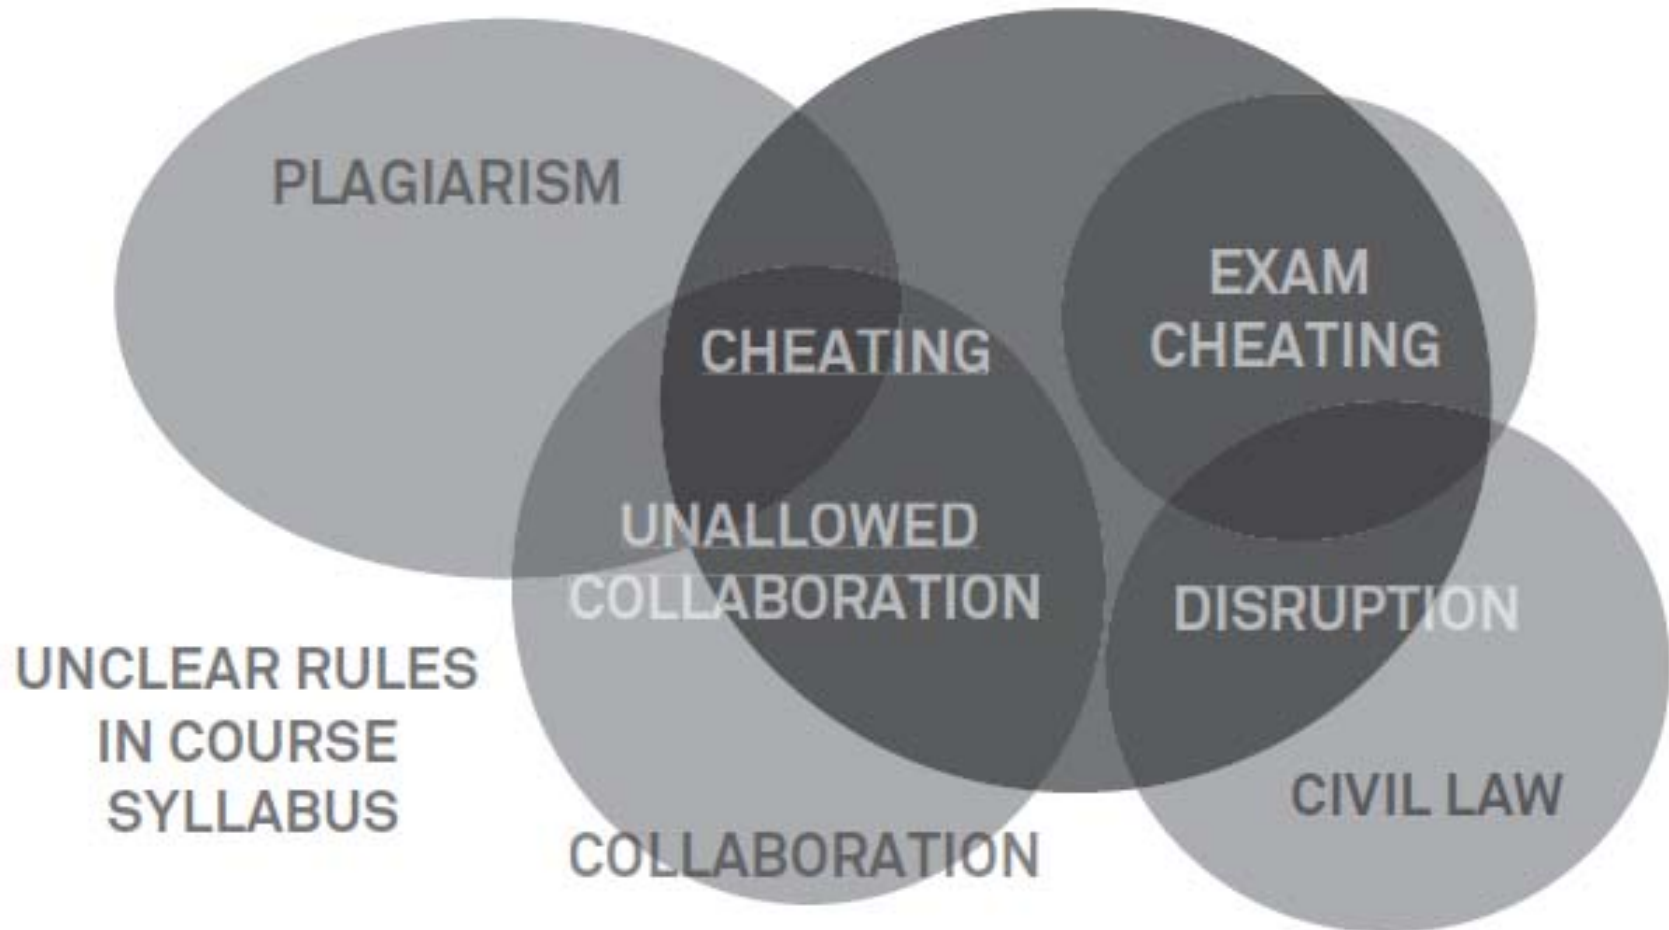 PLAGIARISM
EXAM
CHEATING
CHEATING
UNALLOWED
COLLABORATION
DISRUPTION
UNCLEAR RULES
IN COURSE
SYLLABUS
CIVIL LAW
COLLABORATION